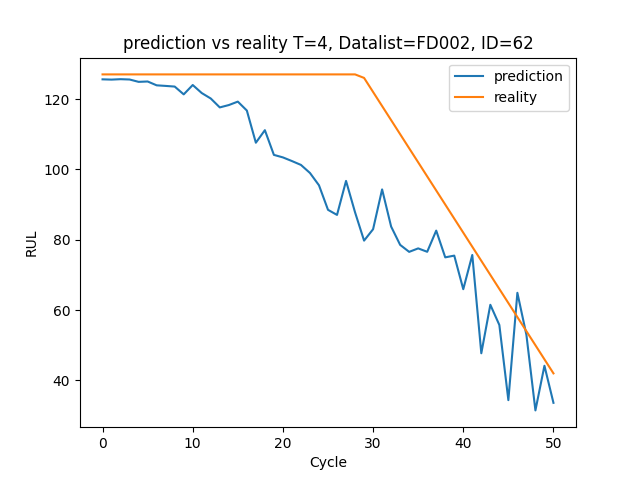 prediction vs reality T=4, Datalist=FD002, ID=62
prediction
reality
120
100
80
60
40
RUL
0 10 20 30 40 50
Cycle